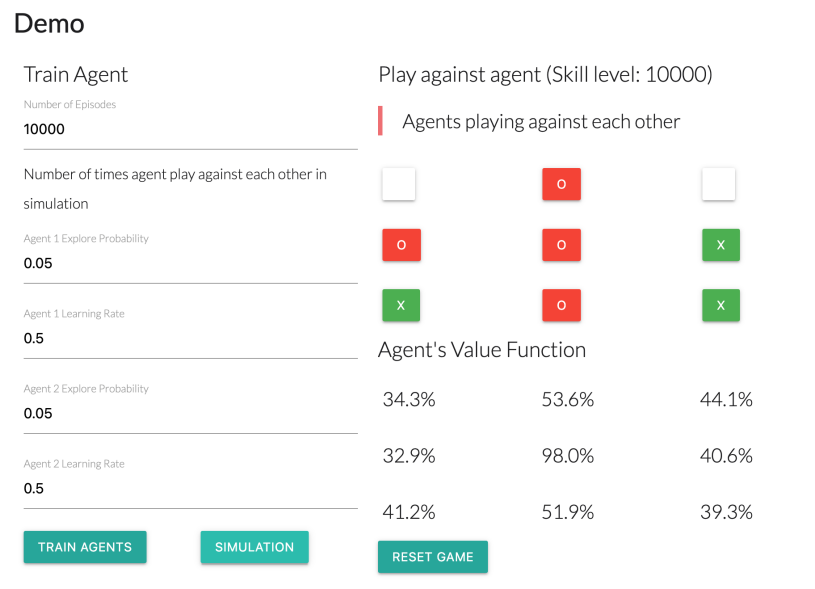 Demo
Train Agent
Number of Episodes
10000
Number of times agent play against each other in
simulation
Agent 1 Explore Probability
0.05
Agent 1 Learning Rate
0.5
Agent 2 Explore Probability
0.05
Agent 2 Learning Rate
0.5
TRAIN AGENTS SIMULATION
Play against agent (Skill level: 10000)
Agents playing against each other
O
O O X
X O X
Agent's Value Function
34.3% 53.6% 44.1%
32.9% 98.0% 40.6%
41.2% 51.9% 39.3%
RESET GAME